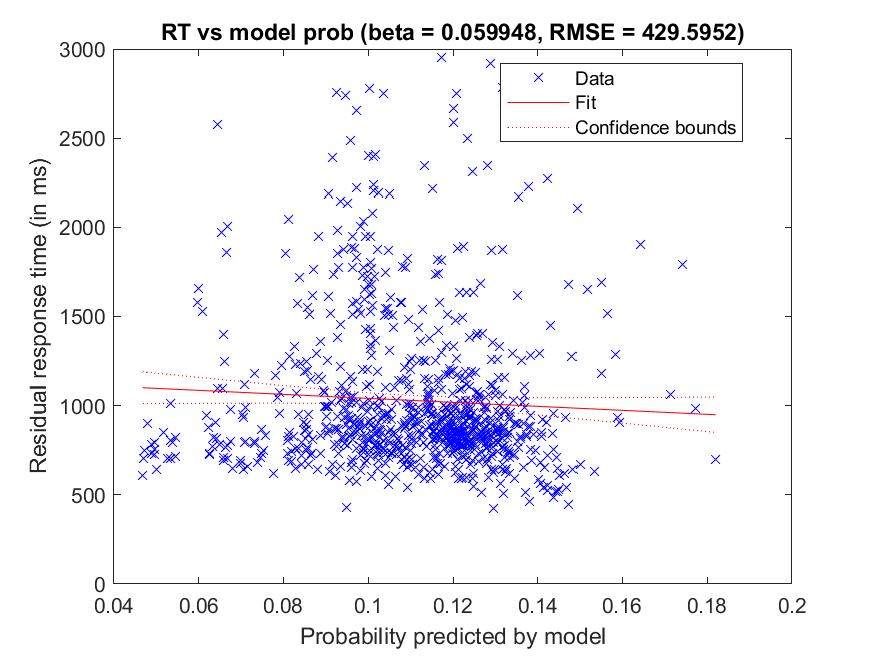 RT vs model prob (beta = 0.059948, RMSE = 429.5952)
3000
2500
2000
1500
1000
500
0
Residual response time (in ms)
Data
Fit
Confidence bounds
0.04 0.06 0.08 0.1 0.12 0.14 0.16 0.18 0.2
Probability predicted by model